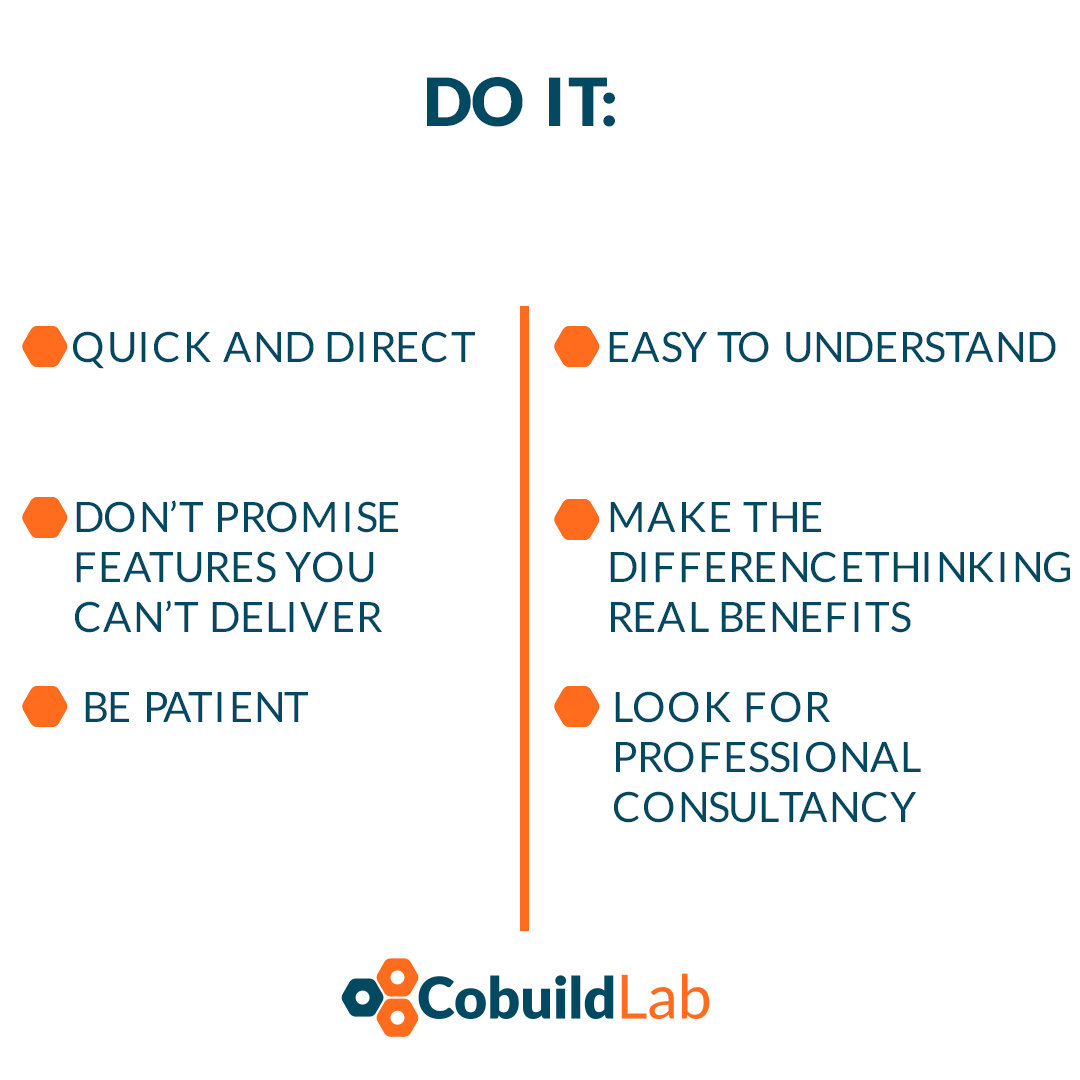 DO IT:
QUICK AND DIRECT
DON'T PROMISE
FEATURES YOU
CAN'T DELIVER
BE PATIENT
EASY TO UNDERSTAND
MAKE THE
DIFFERENCETHINKING
REAL BENEFITS
LOOK FOR
PROFESSIONAL
CONSULTANCY
CobuildLab